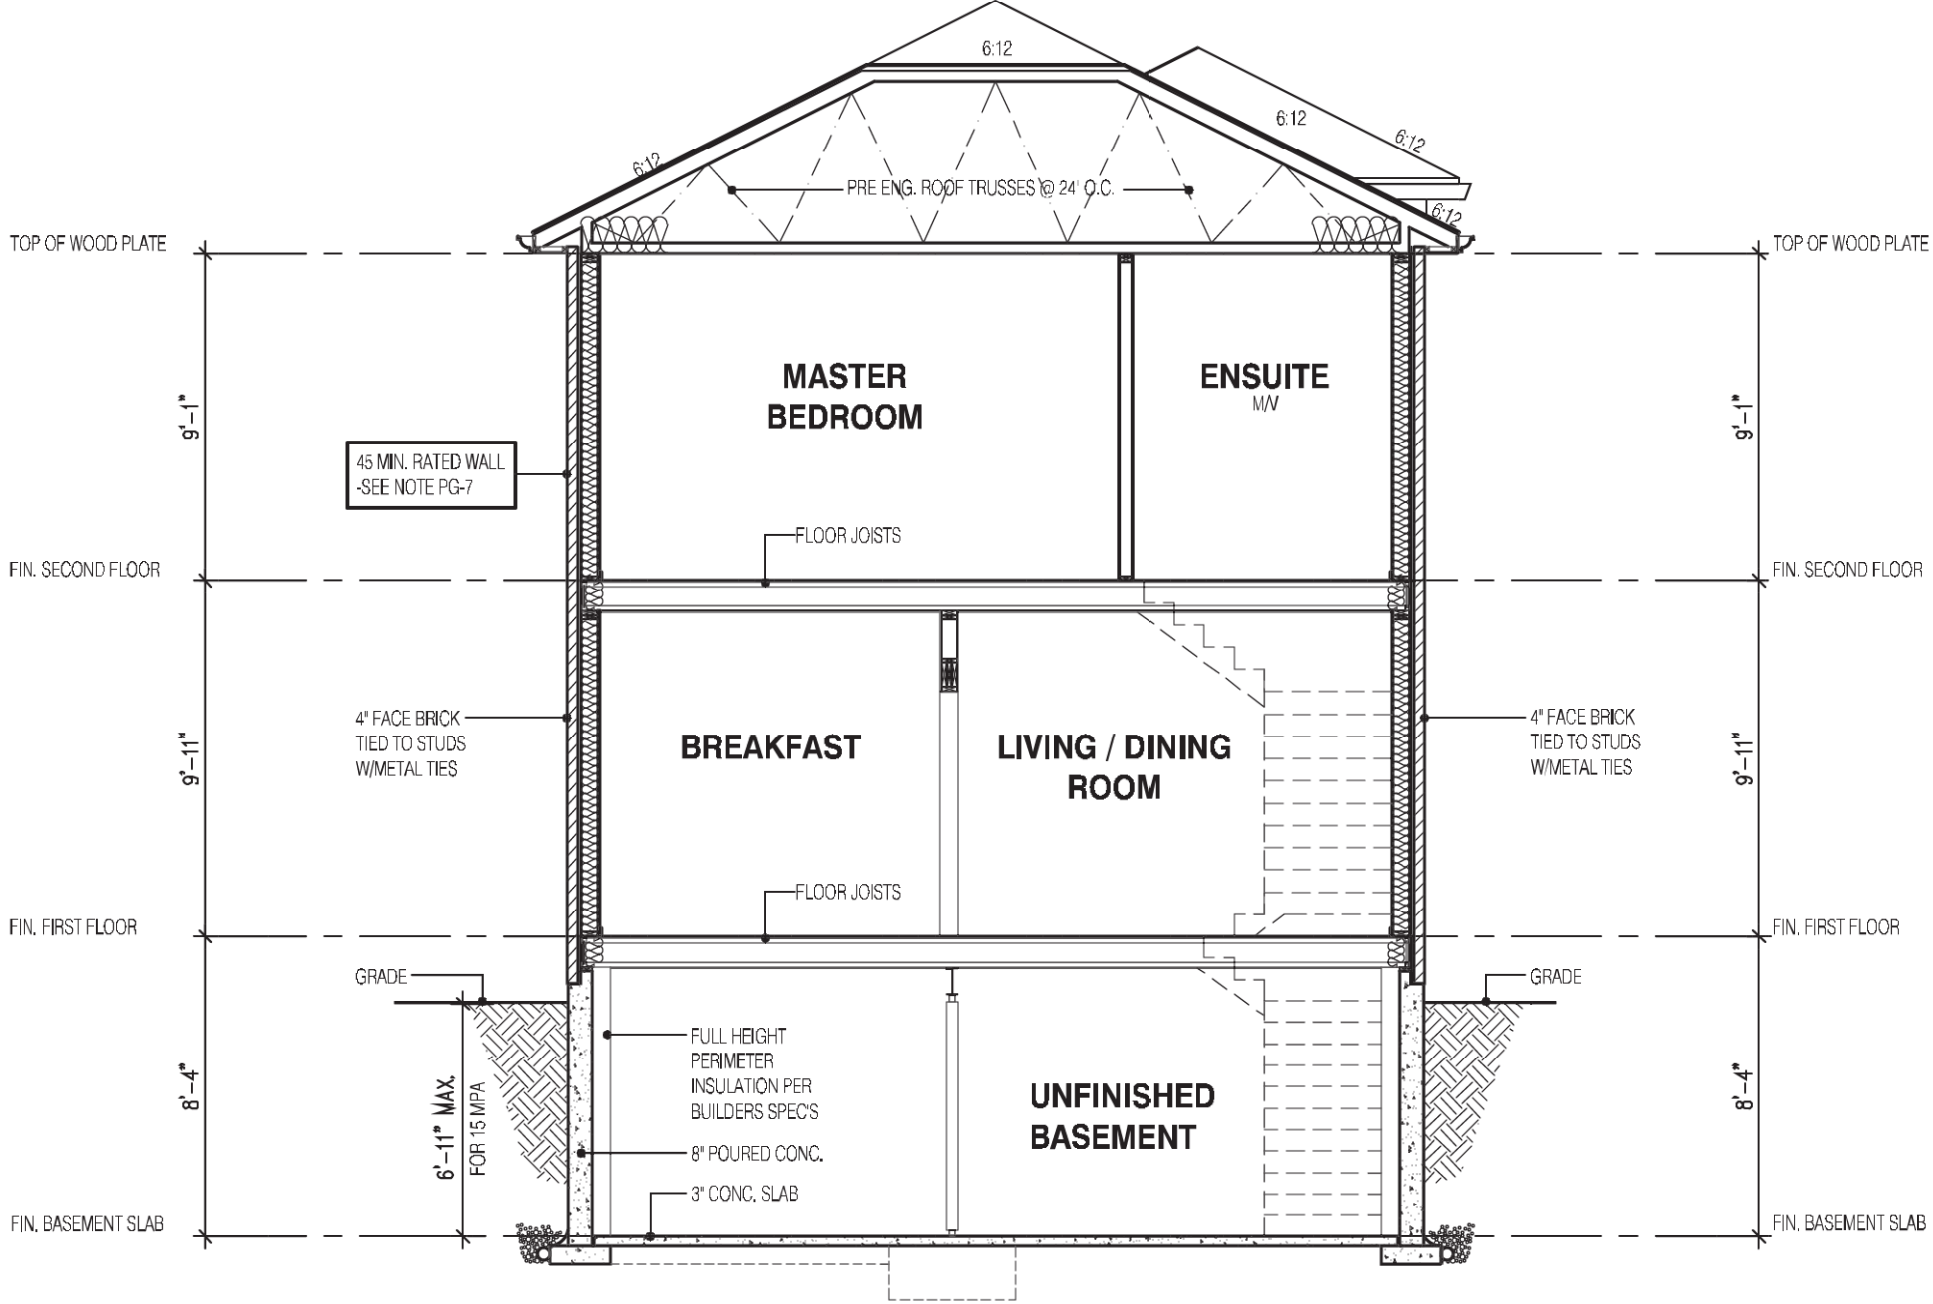 6:12
6:12
6:12
6:12
6:12
PRE ENG. ROOF TRUSSES @ 24' O.C.
TOP OF WOOD PLATE
TOP OF WOOD PLATE
MASTER
BEDROOM
ENSUITE
9'-1"
9'-1"
45 MIN. RATED WALL
-SEE NOTE PG-7
FLOOR JOISTS
FIN. SECOND FLOOR
FIN. SECOND FLOOR
4" FACE BRICK
TIED TO STUDS
W/METAL TIES
BREAKFAST
LIVING / DINING
ROOM
4" FACE BRICK
TIED TO STUDS
W/METAL TIES
9'-11"
9'-11"
FLOOR JOISTS
FIN. FIRST FLOOR
FIN. FIRST FLOOR
GRADE
GRADE
FULL HEIGHT
PERIMETER
INSULATION PER
BUILDERS SPEC'S
UNFINISHED
BASEMENT
8'-4"
8'-4"
6'-11" MAX.
FOR 15 MPA
8" POURED CONC.
3" CONC. SLAB
FIN. BASEMENT SLAB
FIN. BASEMENT SLAB